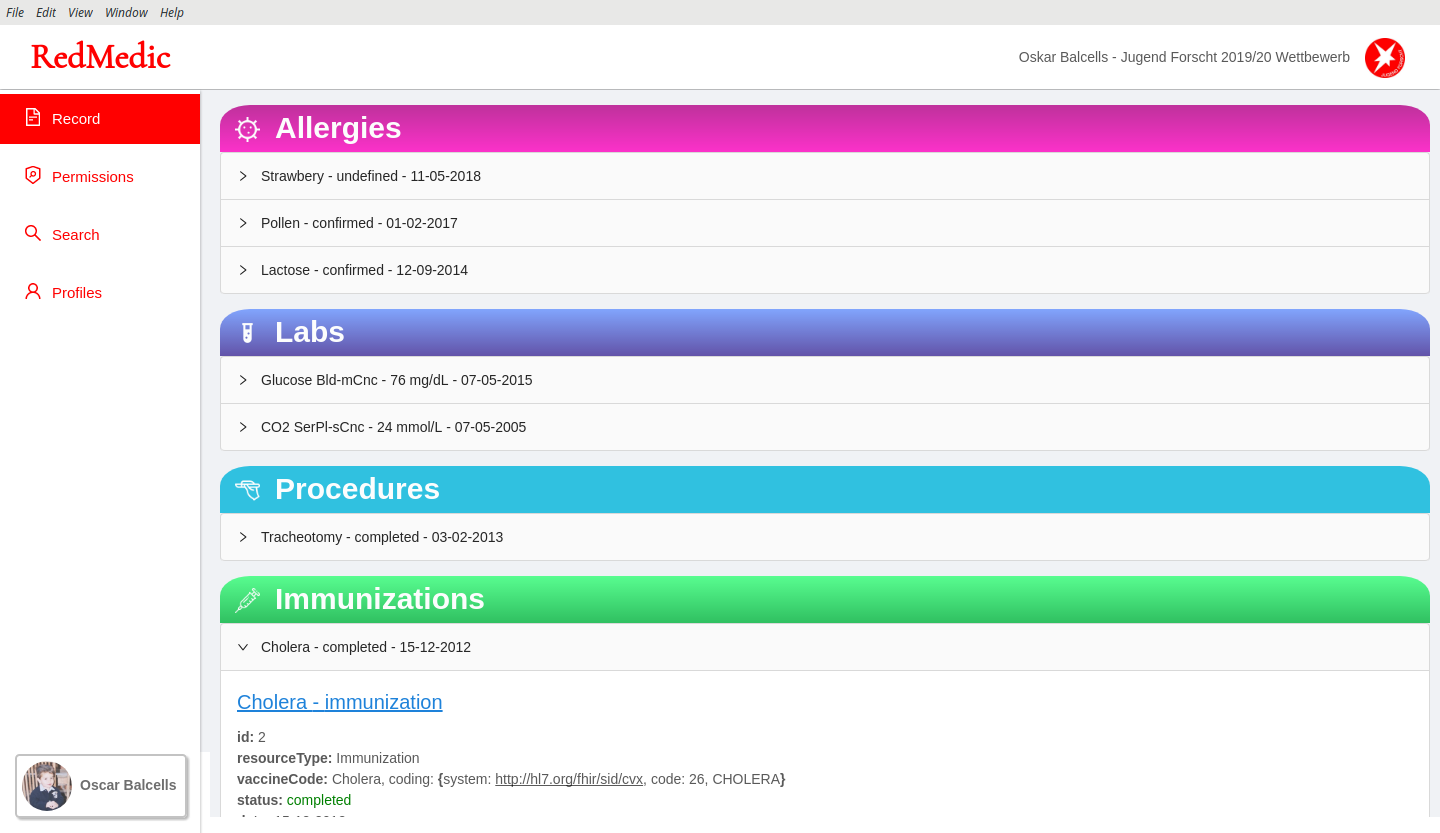 File Edit View Window Help
RedMedic
Oskar Balcells - Jugend Forscht 2019/20 Wettbewerb
Record
Permissions
Search
Profiles
Oscar Balcells
Allergies
Strawbery - undefined - 11-05-2018
Pollen - confirmed - 01-02-2017
Lactose - confirmed - 12-09-2014
Labs
Glucose Bld-mCnc - 76 mg/dL - 07-05-2015
CO2 SerPl-sCnc - 24 mmol/L - 07-05-2005
Procedures
Tracheotomy - completed - 03-02-2013
Immunizations
Cholera - completed - 15-12-2012
Cholera - immunization
id: 2
resourceType: Immunization
vaccineCode: Cholera, coding: {system: http://hl7.org/fhir/sid/cvx, code: 26, CHOLERA}
status: completed